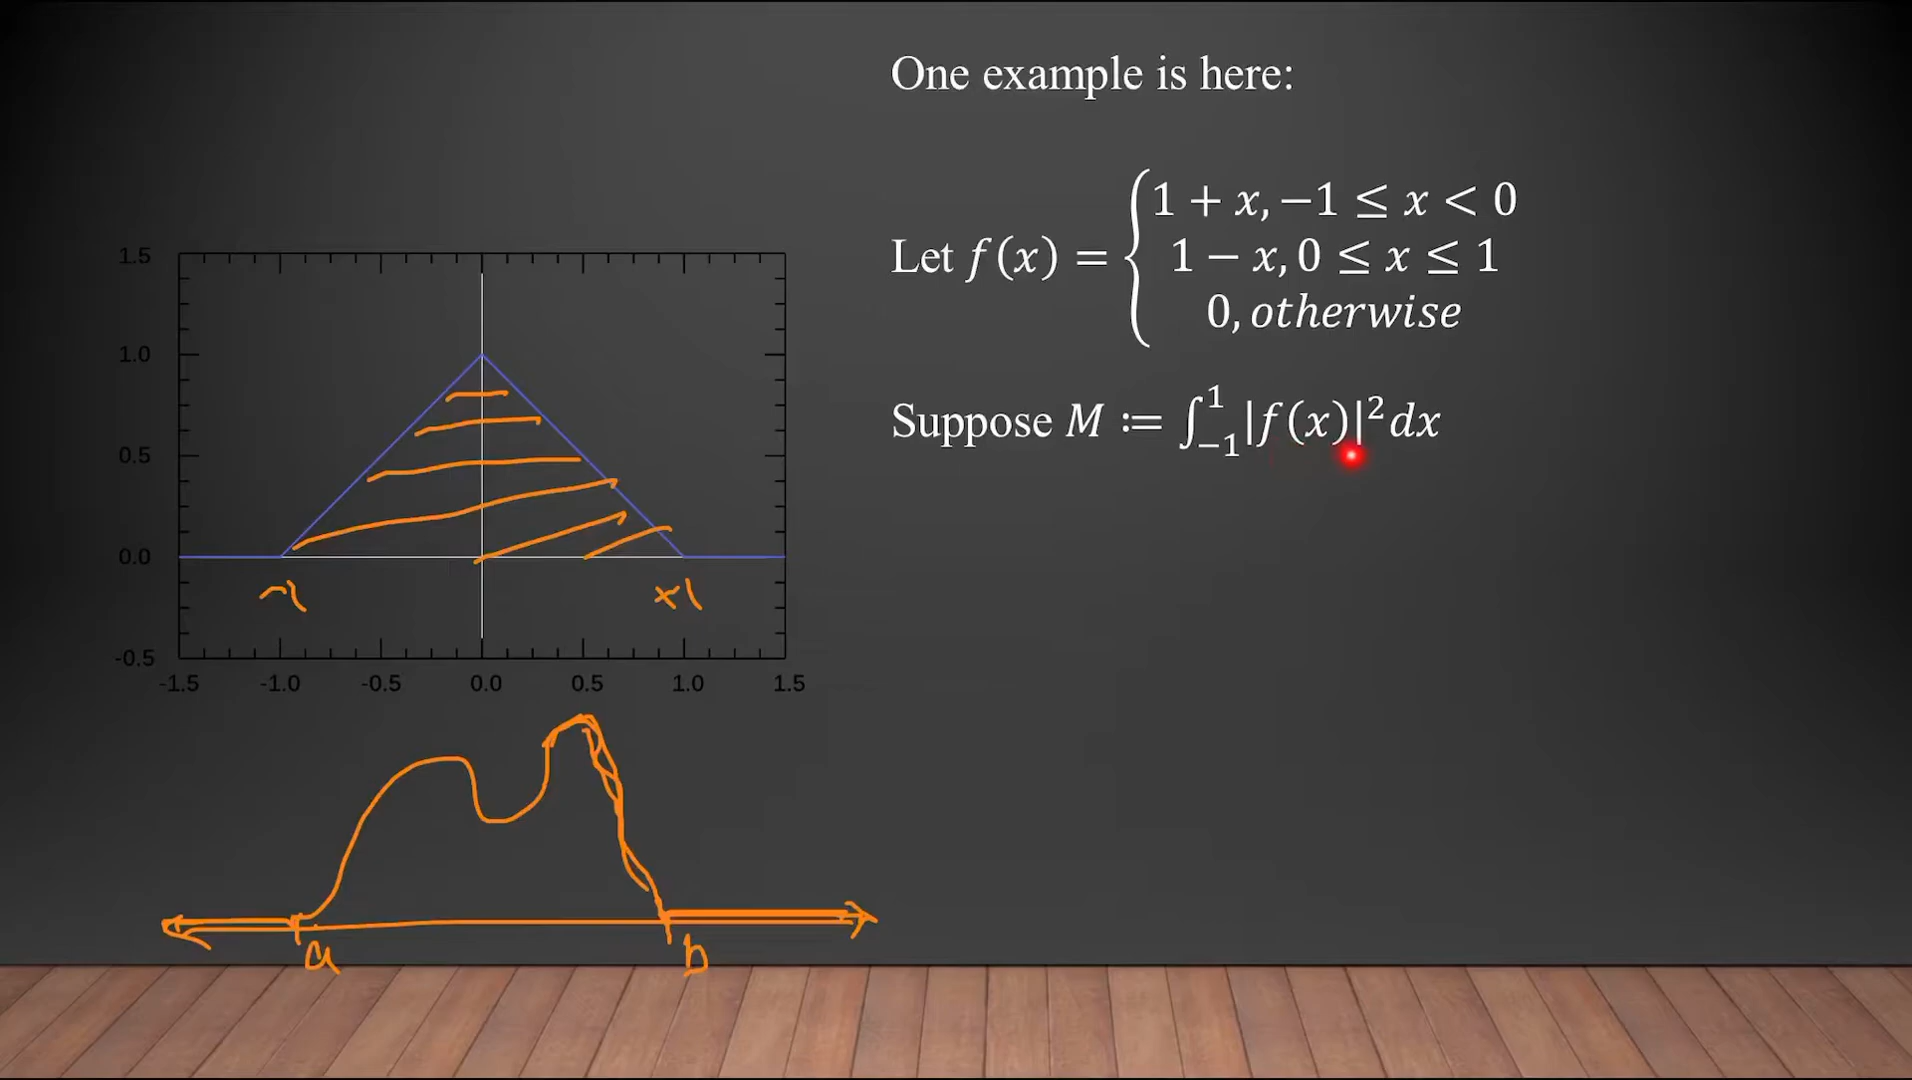 One example is here:
Let f(x) = { 1 + x, −1 ≤ x < 0
1 − x, 0 ≤ x ≤ 1
0, otherwise
Suppose M ≔ ∫₋₁¹ |f(x)|² dx
1.5
1.0
0.5
0.0
-0.5
-1.5 -1.0 -0.5 0.0 0.5 1.0 1.5
-1 +1
a b